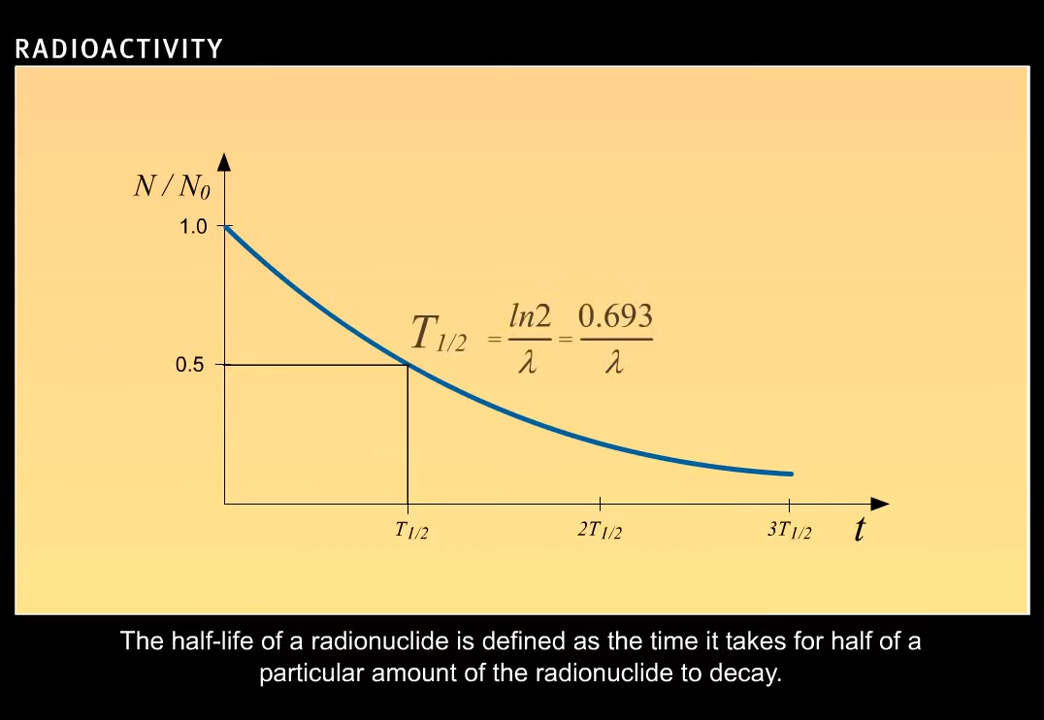 RADIOACTIVITY
N / N₀
1.0
T₁/₂ = ln2/λ = 0.693/λ
0.5
T₁/₂ 2T₁/₂ 3T₁/₂ t
The half-life of a radionuclide is defined as the time it takes for half of a
particular amount of the radionuclide to decay.